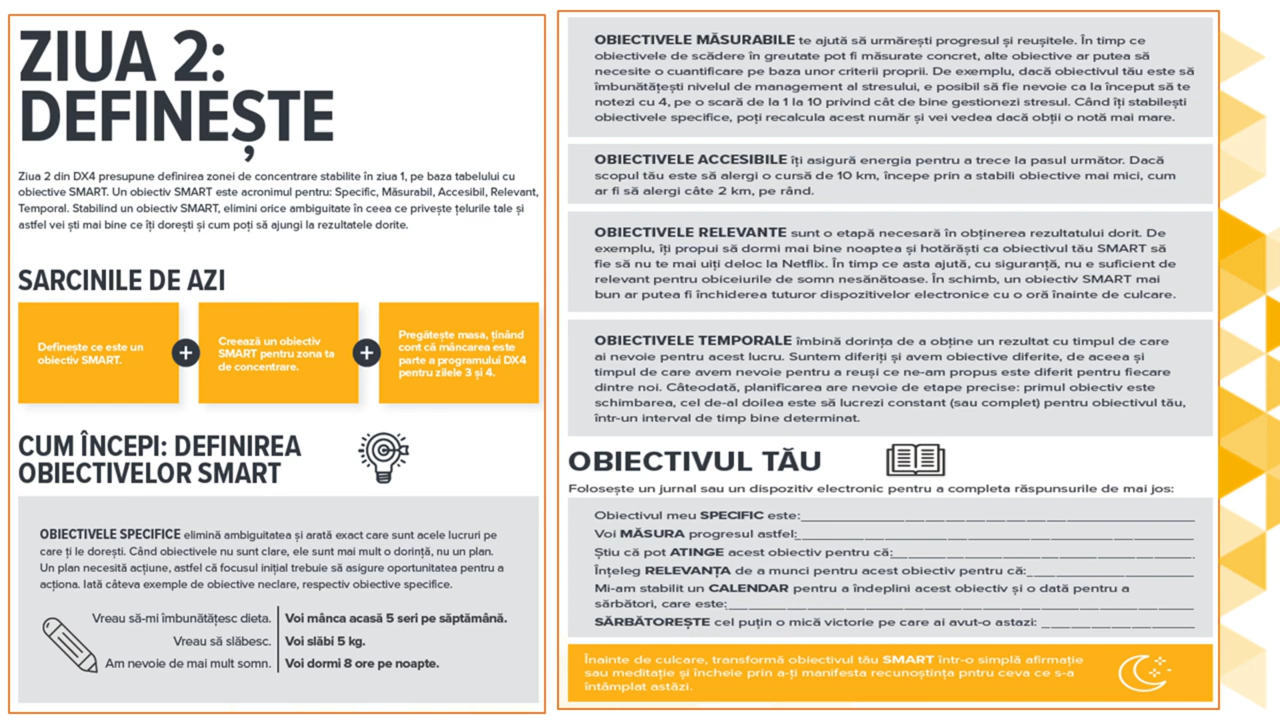 ZIUA 2:
DEFINEȘTE
Ziua 2 din DX4 presupune definirea zonei de concentrare stabilite în ziua 1, pe baza tabelului cu
obiective SMART. Un obiectiv SMART este acronimul pentru: Specific, Măsurabil, Accesibil, Relevant,
Temporal. Stabilind un obiectiv SMART, elimini orice ambiguitate în ceea ce privește țelurile tale și
astfel vei ști mai bine ce îți dorești și cum poți să ajungi la rezultatele dorite.
SARCINILE DE AZI
Definește ce este un
obiectiv SMART.
+
Creează un obiectiv
SMART pentru zona ta
de concentrare.
+
Pregătește masa, ținând
cont că mâncarea este
parte a programului DX4
pentru zilele 3 și 4.
CUM ÎNCEPI: DEFINIREA
OBIECTIVELOR SMART
OBIECTIVELE SPECIFICE elimină ambiguitatea și arată exact care sunt acele lucruri pe
care ți le dorești. Când obiectivele nu sunt clare, ele sunt mai mult o dorință, nu un plan.
Un plan necesită acțiune, astfel că focusul inițial trebuie să asigure oportunitatea pentru a
acționa. Iată câteva exemple de obiective neclare, respectiv obiective specifice.
Vreau să-mi îmbunătățesc dieta. Voi mânca acasă 5 seri pe săptămână.
Vreau să slăbesc. Voi slăbi 5 kg.
Am nevoie de mai mult somn. Voi dormi 8 ore pe noapte.
OBIECTIVELE MĂSURABILE te ajută să urmărești progresul și reușitele. În timp ce
obiectivele de scădere în greutate pot fi măsurate concret, alte obiective ar putea să
necesite o cuantificare pe baza unor criterii proprii. De exemplu, dacă obiectivul tău este să
îmbunătățești nivelul de management al stresului, e posibil să fie nevoie ca la început să te
notezi cu 4, pe o scară de la 1 la 10 privind cât de bine gestionezi stresul. Când îți stabilești
obiectivele specifice, poți recalcula acest număr și vei vedea dacă obții o notă mai mare.
OBIECTIVELE ACCESIBILE îți asigură energia pentru a trece la pasul următor. Dacă
scopul tău este să alergi o cursă de 10 km, începe prin a stabili obiective mai mici, cum
ar fi să alergi câte 2 km, pe rând.
OBIECTIVELE RELEVANTE sunt o etapă necesară în obținerea rezultatului dorit. De
exemplu, îți propui să dormi mai bine noaptea și hotărăști ca obiectivul tău SMART să
fie să nu te mai uiți deloc la Netflix. În timp ce asta ajută, cu siguranță, nu e suficient de
relevant pentru obiceiurile de somn nesănătoase. În schimb, un obiectiv SMART mai
bun ar putea fi închiderea tuturor dispozitivelor electronice cu o oră înainte de culcare.
OBIECTIVELE TEMPORALE îmbină dorința de a obține un rezultat cu timpul de care
ai nevoie pentru acest lucru. Suntem diferiți și avem obiective diferite, de aceea și
timpul de care avem nevoie pentru a reuși ce ne-am propus este diferit pentru fiecare
dintre noi. Câteodată, planificarea are nevoie de etape precise: primul obiectiv este
schimbarea, cel de-al doilea este să lucrezi constant (sau complet) pentru obiectivul tău,
într-un interval de timp bine determinat.
OBIECTIVUL TĂU
Folosește un jurnal sau un dispozitiv electronic pentru a completa răspunsurile de mai jos:
Obiectivul meu SPECIFIC este:
Voi MĂSURA progresul astfel:
Știu că pot ATINGE acest obiectiv pentru că:
Înțeleg RELEVANȚA de a munci pentru acest obiectiv pentru că:
Mi-am stabilit un CALENDAR pentru a îndeplini acest obiectiv și o dată pentru a
sărbători, care este:
SĂRBĂTOREȘTE cel puțin o mică victorie pe care ai avut-o astazi:
Înainte de culcare, transformă obiectivul tău SMART într-o simplă afirmație
sau meditație și încheie prin a-ți manifesta recunoștința pntru ceva ce s-a
întâmplat astăzi.